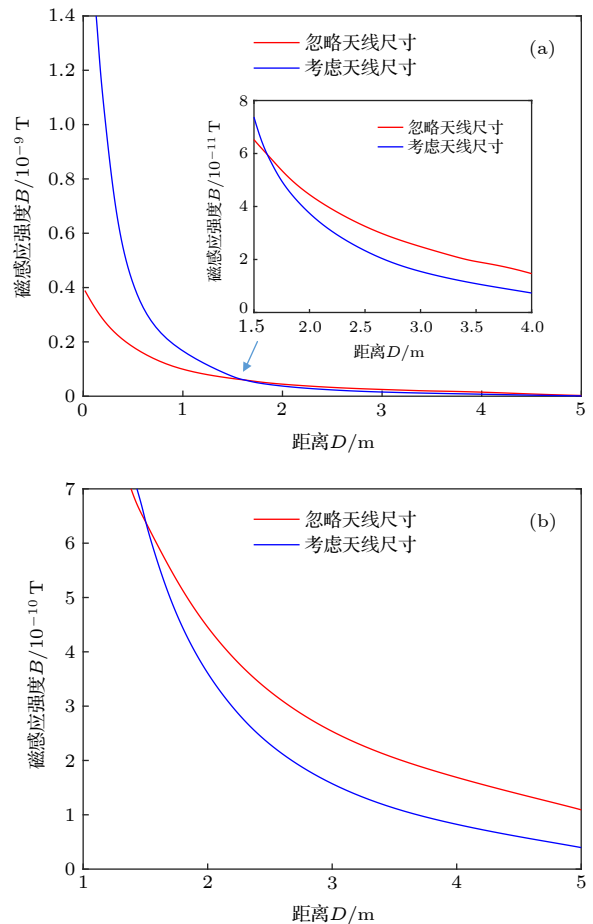 (a)
忽略天线尺寸
考虑天线尺寸
磁感应强度B/10⁻⁹ T
1.4
1.2
1.0
0.8
0.6
0.4
0.2
0
0 1 2 3 4 5
距离D/m
忽略天线尺寸
考虑天线尺寸
磁感应强度B/10⁻¹¹ T
8
6
4
2
0
1.5 2.0 2.5 3.0 3.5 4.0
距离D/m
(b)
忽略天线尺寸
考虑天线尺寸
磁感应强度B/10⁻¹⁰ T
7
6
5
4
3
2
1
0
1 2 3 4 5
距离D/m